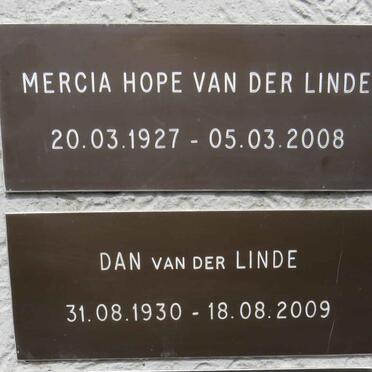 MERCIA HOPE VAN DER LINDE
20.03.1927 - 05.03.2008
DAN VAN DER LINDE
31.08.1930 - 18.08.2009